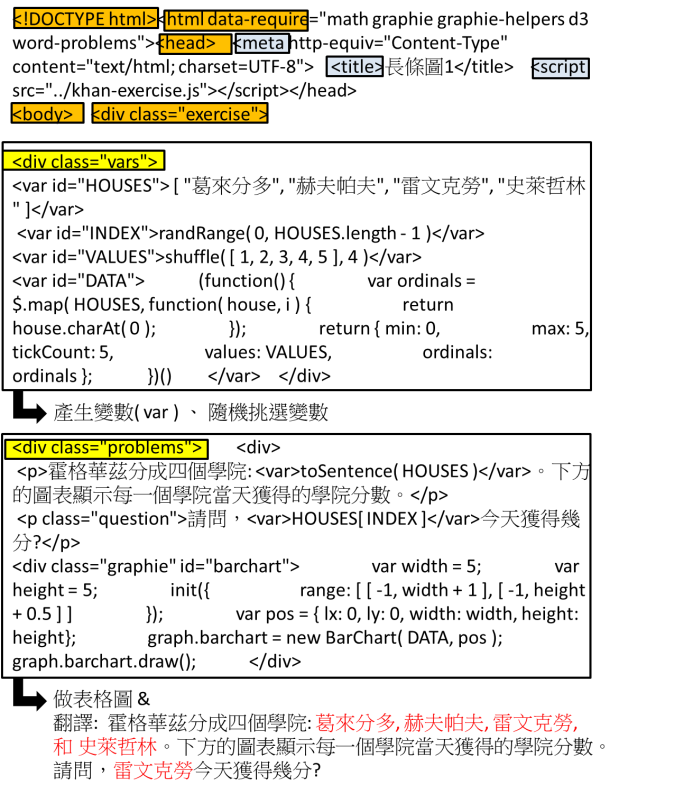 <!DOCTYPE html><html data-require="math graphie graphie-helpers d3
word-problems"><head> <meta http-equiv="Content-Type"
content="text/html; charset=UTF-8"> <title>長條圖1</title> <script
src="../khan-exercise.js"></script></head>
<body> <div class="exercise">
<div class="vars">
<var id="HOUSES"> [ "葛來分多", "赫夫帕夫", "雷文克勞", "史萊哲林
" ]</var>
<var id="INDEX">randRange( 0, HOUSES.length - 1 )</var>
<var id="VALUES">shuffle( [ 1, 2, 3, 4, 5 ], 4 )</var>
<var id="DATA"> (function() { var ordinals =
$.map( HOUSES, function( house, i ) { return
house.charAt( 0 ); }); return { min: 0, max: 5,
tickCount: 5, values: VALUES, ordinals:
ordinals }; })() </var> </div>
產生變數( var ) 、 隨機挑選變數
<div class="problems"> <div>
<p>霍格華茲分成四個學院: <var>toSentence( HOUSES )</var>。下方
的圖表顯示每一個學院當天獲得的學院分數。</p>
<p class="question">請問，<var>HOUSES[ INDEX ]</var>今天獲得幾
分?</p>
<div class="graphie" id="barchart"> var width = 5; var
height = 5; init({ range: [ [ -1, width + 1 ], [ -1, height
+ 0.5 ] ] }); var pos = { lx: 0, ly: 0, width: width, height:
height}; graph.barchart = new BarChart( DATA, pos );
graph.barchart.draw(); </div>
做表格圖 &
翻譯: 霍格華茲分成四個學院: 葛來分多, 赫夫帕夫, 雷文克勞,
和 史萊哲林。下方的圖表顯示每一個學院當天獲得的學院分數。
請問，雷文克勞今天獲得幾分?